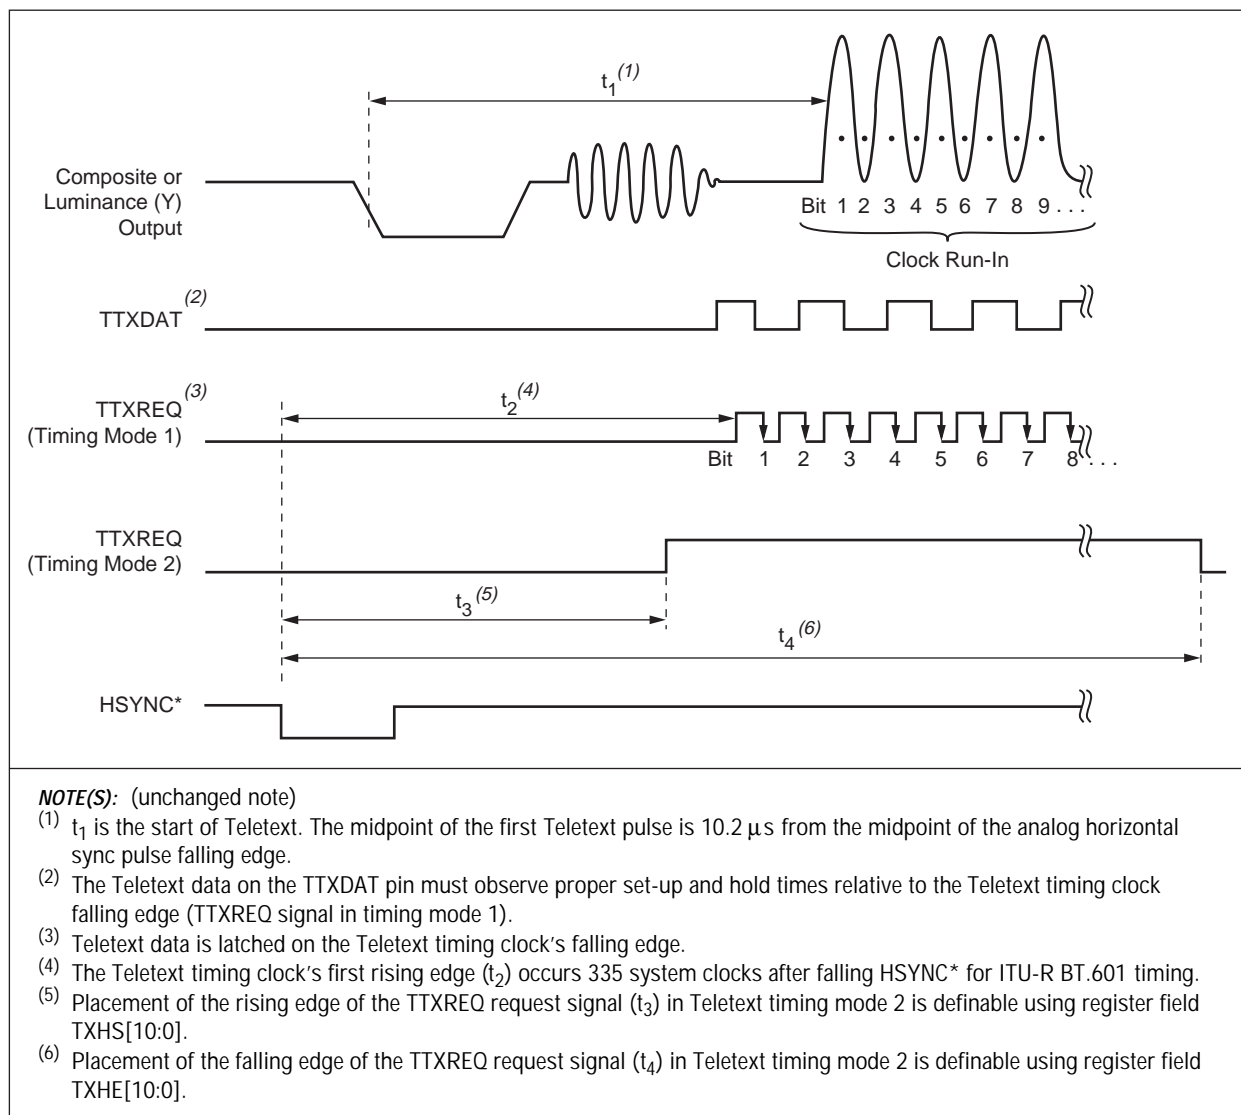 t1(1)
Composite or
Luminance (Y)
Output
Bit 1 2 3 4 5 6 7 8 9 . . .
Clock Run-In
TTXDAT(2)
TTXREQ(3)
(Timing Mode 1)
t2(4)
Bit 1 2 3 4 5 6 7 8 . . .
TTXREQ
(Timing Mode 2)
t3(5)
t4(6)
HSYNC*
NOTE(S): (unchanged note)
(1) t1 is the start of Teletext. The midpoint of the first Teletext pulse is 10.2 μs from the midpoint of the analog horizontal
sync pulse falling edge.
(2) The Teletext data on the TTXDAT pin must observe proper set-up and hold times relative to the Teletext timing clock
falling edge (TTXREQ signal in timing mode 1).
(3) Teletext data is latched on the Teletext timing clock's falling edge.
(4) The Teletext timing clock's first rising edge (t2) occurs 335 system clocks after falling HSYNC* for ITU-R BT.601 timing.
(5) Placement of the rising edge of the TTXREQ request signal (t3) in Teletext timing mode 2 is definable using register field
TXHS[10:0].
(6) Placement of the falling edge of the TTXREQ request signal (t4) in Teletext timing mode 2 is definable using register field
TXHE[10:0].